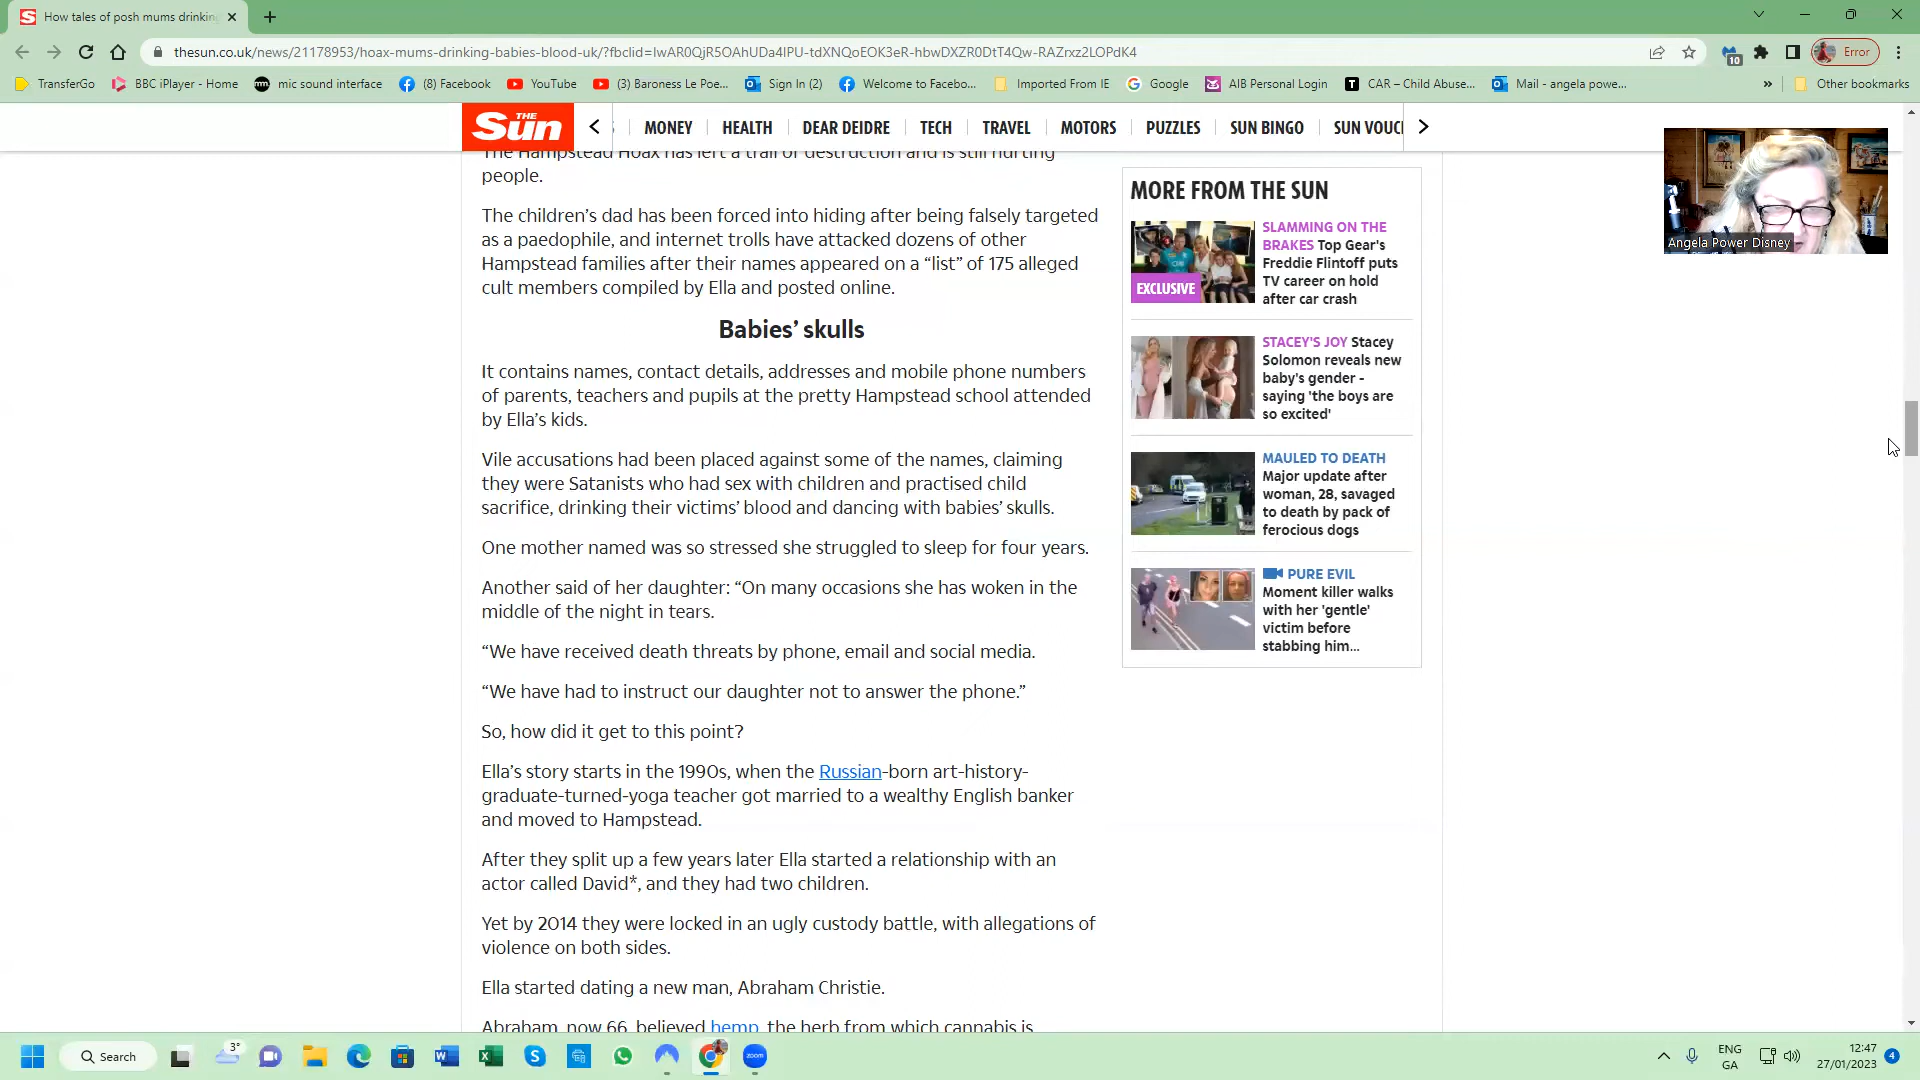 How tales of posh mums drinking
thesun.co.uk/news/21178953/hoax-mums-drinking-babies-blood-uk/?fbclid=IwAR0QjR5OAhUDa4lPU-tdXNQoEOK3eR-hbwDXZR0DtT4Qw-RAZrxz2LOPdK4
10
Error
TransferGo
BBC iPlayer - Home
mic sound interface
(8) Facebook
YouTube
(3) Baroness Le Poe...
Sign In (2)
Welcome to Facebo...
Imported From IE
Google
AIB Personal Login
CAR – Child Abuse...
Mail - angela powe...
»
Other bookmarks
THE Sun
MONEY
HEALTH
DEAR DEIDRE
TECH
TRAVEL
MOTORS
PUZZLES
SUN BINGO
SUN VOUC
Angela Power Disney
The Hampstead Hoax has left a trail of destruction and is still hurting
people.
The children’s dad has been forced into hiding after being falsely targeted
as a paedophile, and internet trolls have attacked dozens of other
Hampstead families after their names appeared on a “list” of 175 alleged
cult members compiled by Ella and posted online.
Babies’ skulls
It contains names, contact details, addresses and mobile phone numbers
of parents, teachers and pupils at the pretty Hampstead school attended
by Ella’s kids.
Vile accusations had been placed against some of the names, claiming
they were Satanists who had sex with children and practised child
sacrifice, drinking their victims’ blood and dancing with babies’ skulls.
One mother named was so stressed she struggled to sleep for four years.
Another said of her daughter: “On many occasions she has woken in the
middle of the night in tears.
“We have received death threats by phone, email and social media.
“We have had to instruct our daughter not to answer the phone.”
So, how did it get to this point?
Ella’s story starts in the 1990s, when the Russian-born art-history-
graduate-turned-yoga teacher got married to a wealthy English banker
and moved to Hampstead.
After they split up a few years later Ella started a relationship with an
actor called David*, and they had two children.
Yet by 2014 they were locked in an ugly custody battle, with allegations of
violence on both sides.
Ella started dating a new man, Abraham Christie.
Abraham, now 66, believed hemp, the herb from which cannabis is
MORE FROM THE SUN
EXCLUSIVE
SLAMMING ON THE
BRAKES Top Gear's
Freddie Flintoff puts
TV career on hold
after car crash
STACEY'S JOY Stacey
Solomon reveals new
baby's gender -
saying 'the boys are
so excited'
MAULED TO DEATH
Major update after
woman, 28, savaged
to death by pack of
ferocious dogs
PURE EVIL
Moment killer walks
with her 'gentle'
victim before
stabbing him...
Search
3°
zoom
ENG
GA
12:47
27/01/2023
4